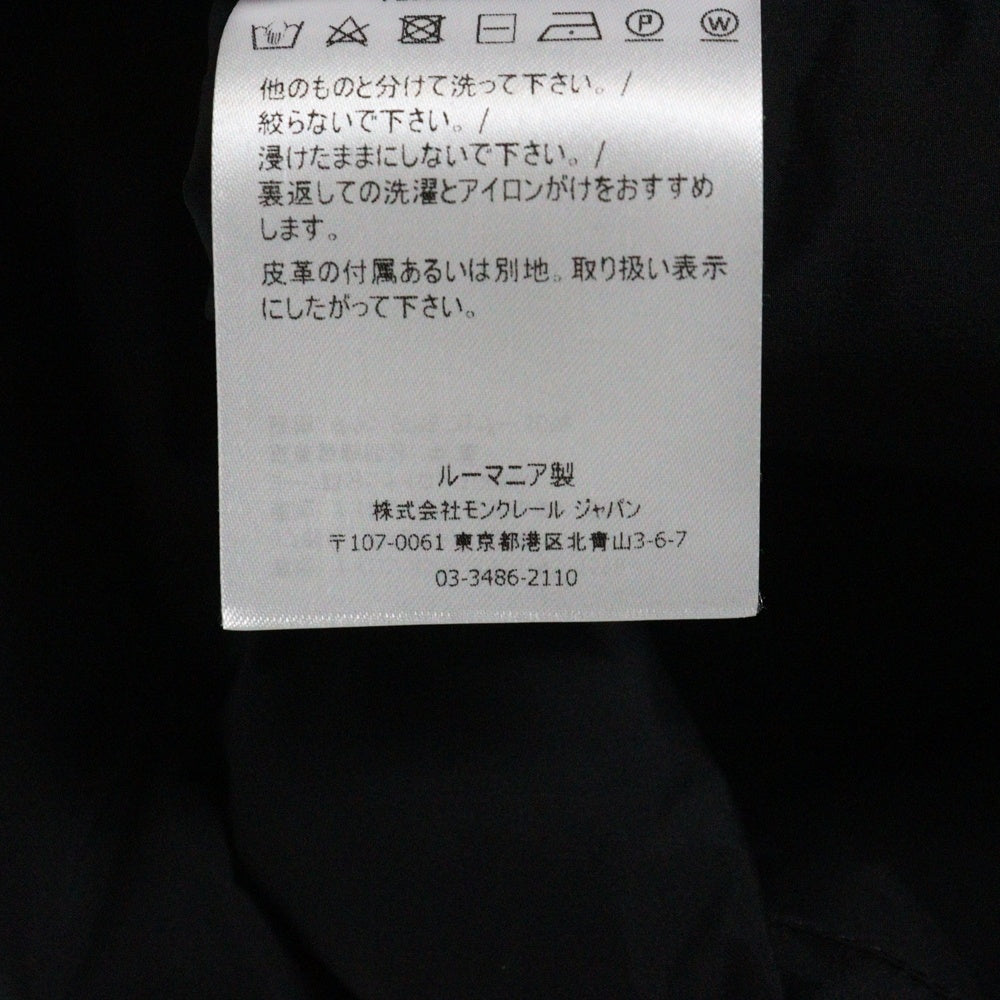 P W
他のものと分けて洗って下さい。/
絞らないで下さい。/
浸けたままにしないで下さい。/
裏返しての洗濯とアイロンがけをおすすめ
します。
皮革の付属あるいは別地。取り扱い表示
にしたがって下さい。
ルーマニア製
株式会社モンクレール ジャパン
〒107-0061 東京都港区北青山3-6-7
03-3486-2110